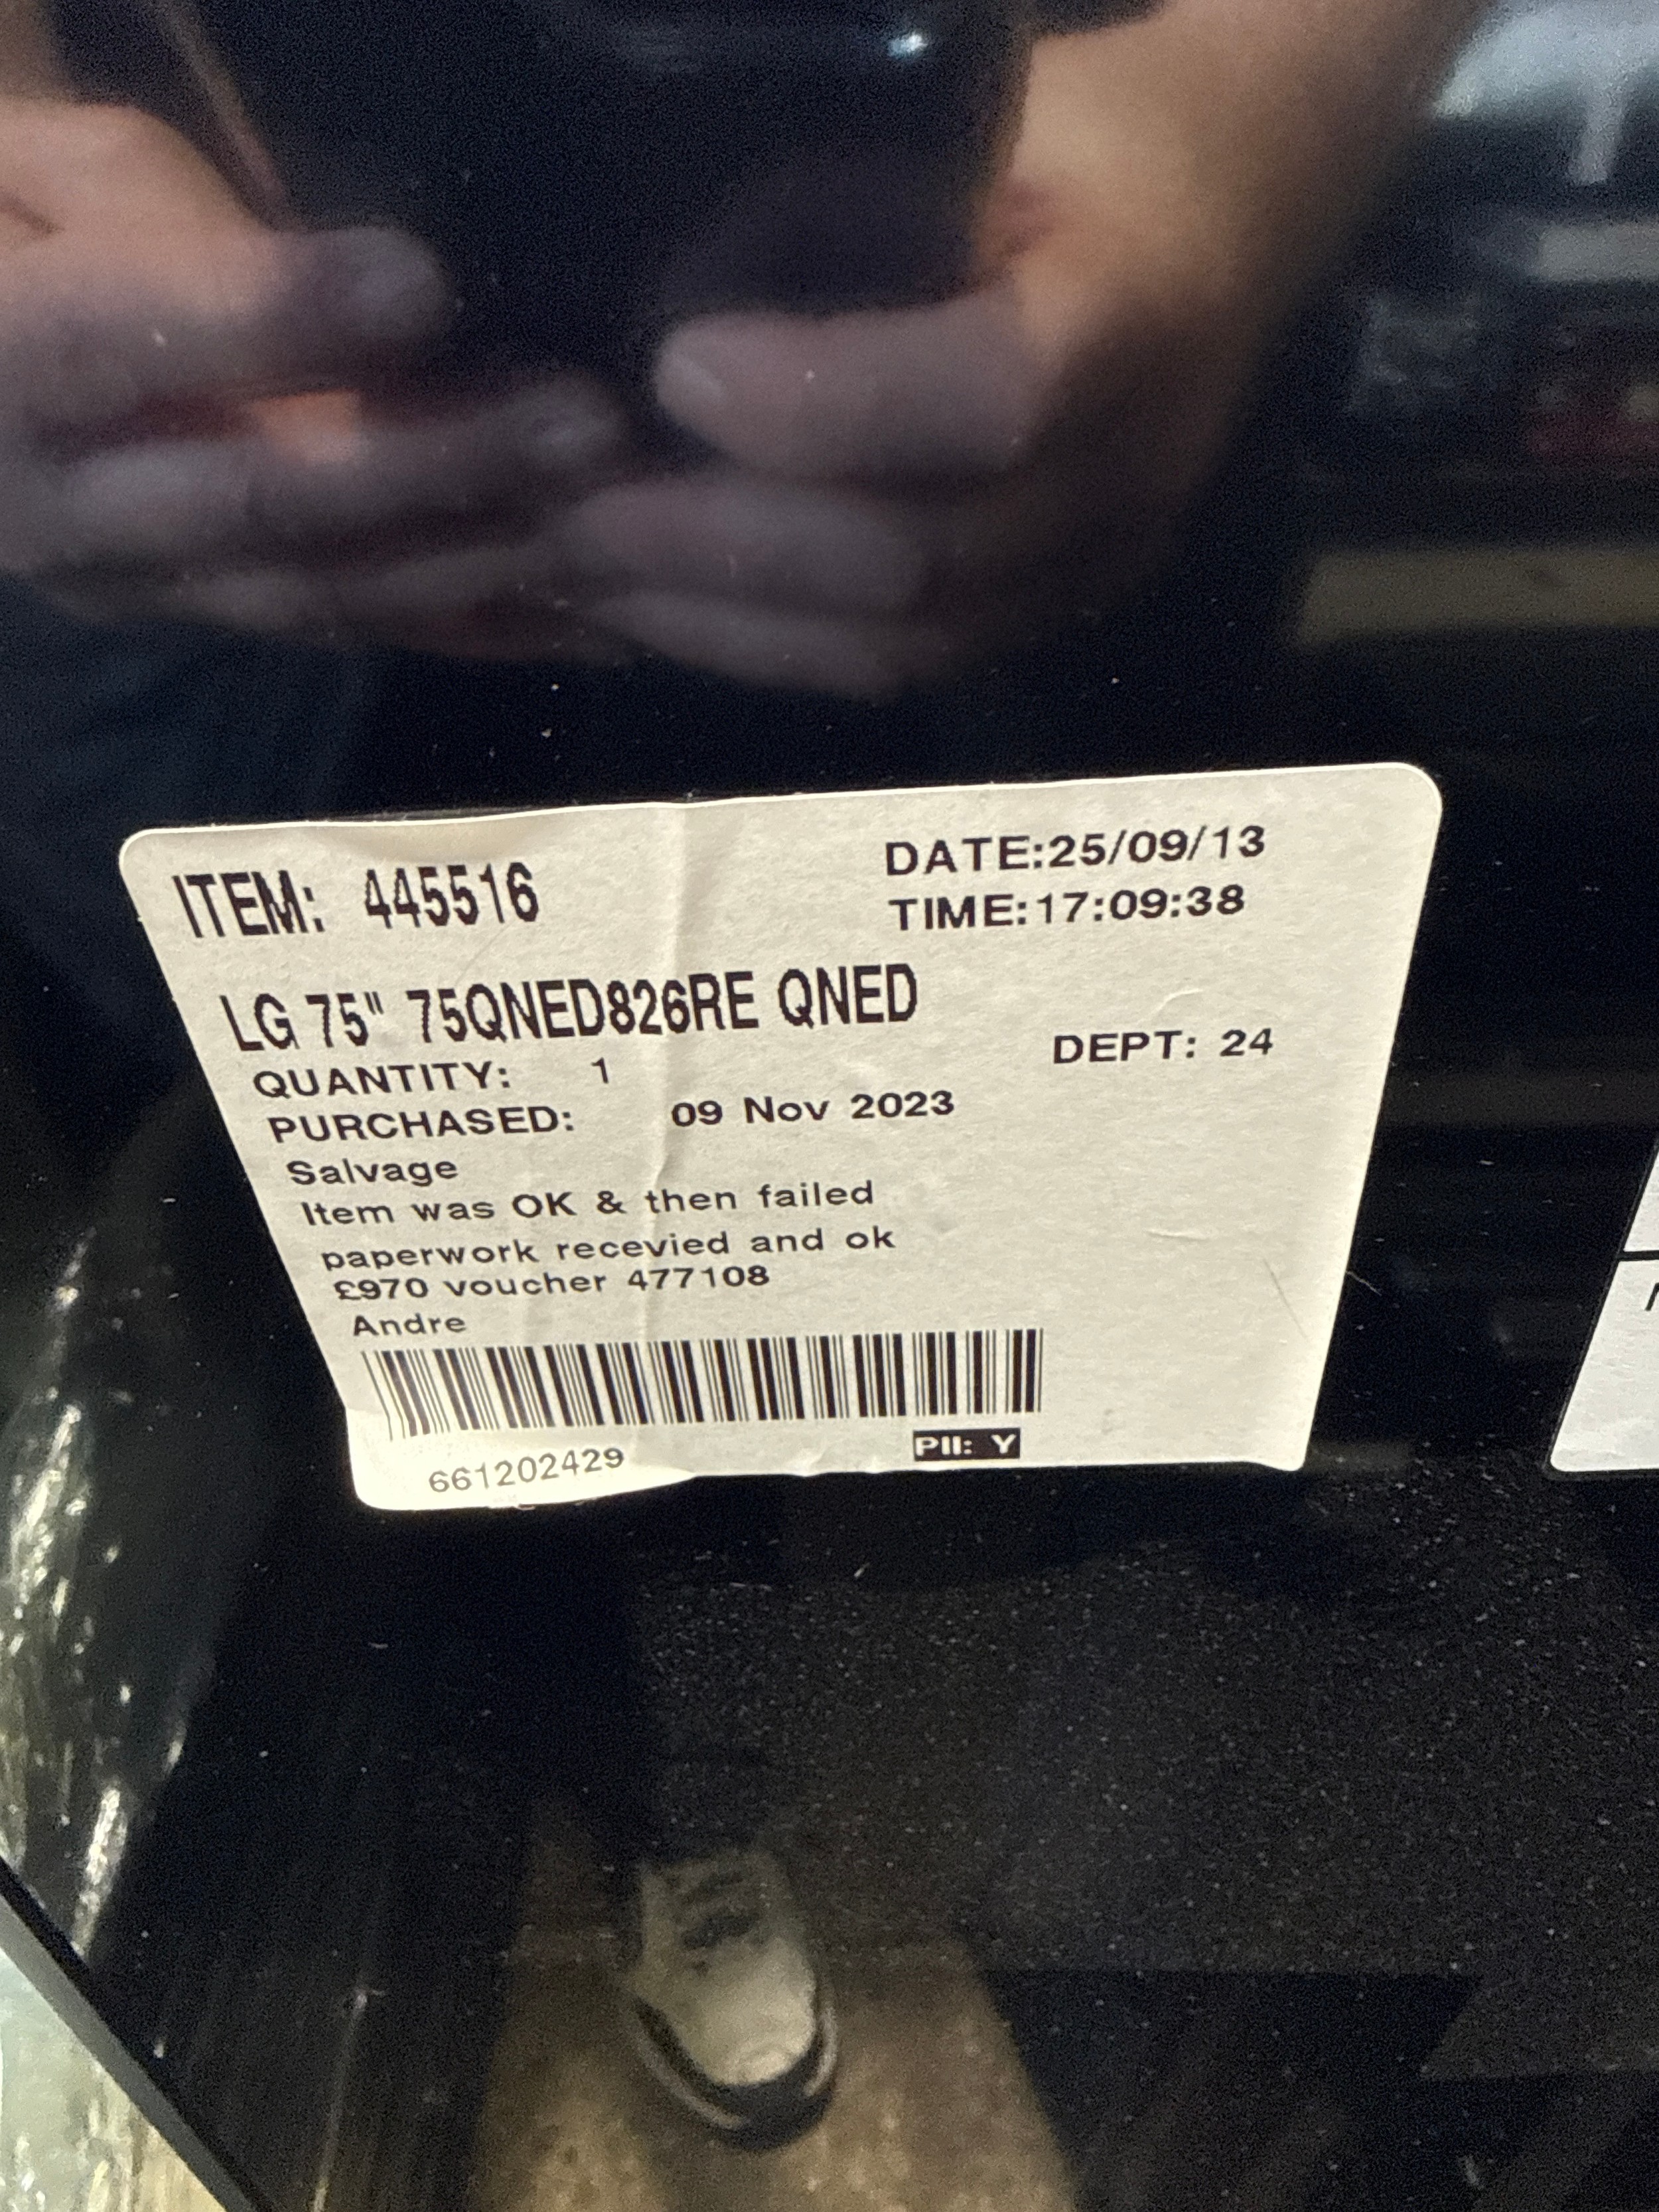 ITEM: 445516
DATE:25/09/13
TIME:17:09:38
LG 75" 75QNED826RE QNED
DEPT: 24
QUANTITY: 1
PURCHASED: 09 Nov 2023
Salvage
Item was OK & then failed
paperwork recevied and ok
£970 voucher 477108
Andre
661202429
PII: Y